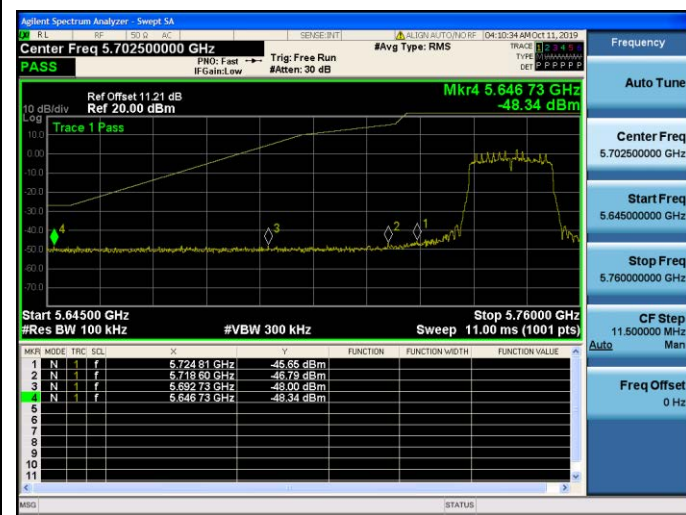 Agilent Spectrum Analyzer - Swept SA
RL RF 50 Ω AC SENSE:INT ALIGN AUTO/NO RF 04:10:34 AM Oct 11, 2019
Center Freq 5.702500000 GHz
#Avg Type: RMS
TRACE 1 2 3 4 5 6
TYPE M
DET P P P P P P
PASS
PNO: Fast
IFGain:Low
Trig: Free Run
#Atten: 30 dB
Mkr4 5.646 73 GHz
-48.34 dBm
Ref Offset 11.21 dB
10 dB/div Ref 20.00 dBm
Log
Trace 1 Pass
10.0
0.00
-10.0
-20.0
-30.0
-40.0
-50.0
-60.0
-70.0
4
3
2
1
Start 5.64500 GHz
Stop 5.76000 GHz
#Res BW 100 kHz
#VBW 300 kHz
Sweep 11.00 ms (1001 pts)
MKR MODE TRC SCL X Y FUNCTION FUNCTION WIDTH FUNCTION VALUE
1 N 1 f 5.724 81 GHz -45.65 dBm
2 N 1 f 5.718 60 GHz -46.79 dBm
3 N 1 f 5.692 73 GHz -48.00 dBm
4 N 1 f 5.646 73 GHz -48.34 dBm
5
6
7
8
9
10
11
MSG
STATUS
Frequency
Auto Tune
Center Freq
5.702500000 GHz
Start Freq
5.645000000 GHz
Stop Freq
5.760000000 GHz
CF Step
11.500000 MHz
Auto Man
Freq Offset
0 Hz